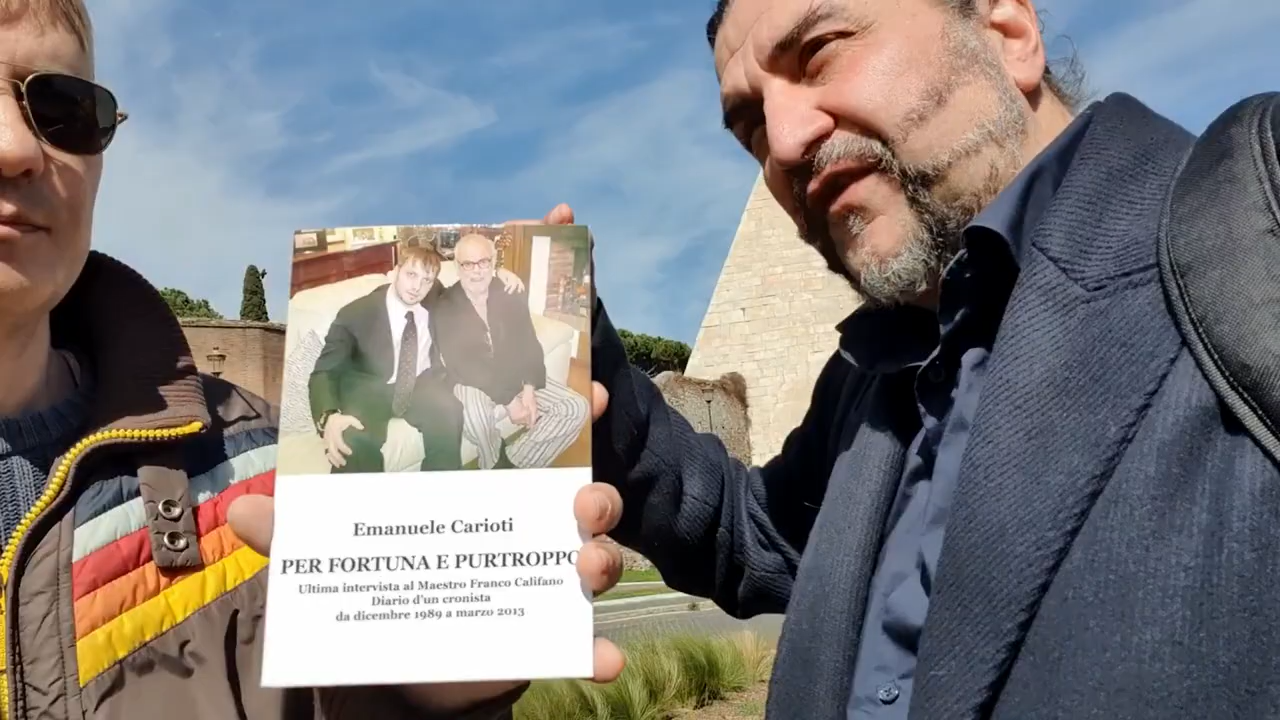 Emanuele Carioti
PER FORTUNA E PURTROPPO
Ultima intervista al Maestro Franco Califano
Diario d'un cronista
da dicembre 1989 a marzo 2013